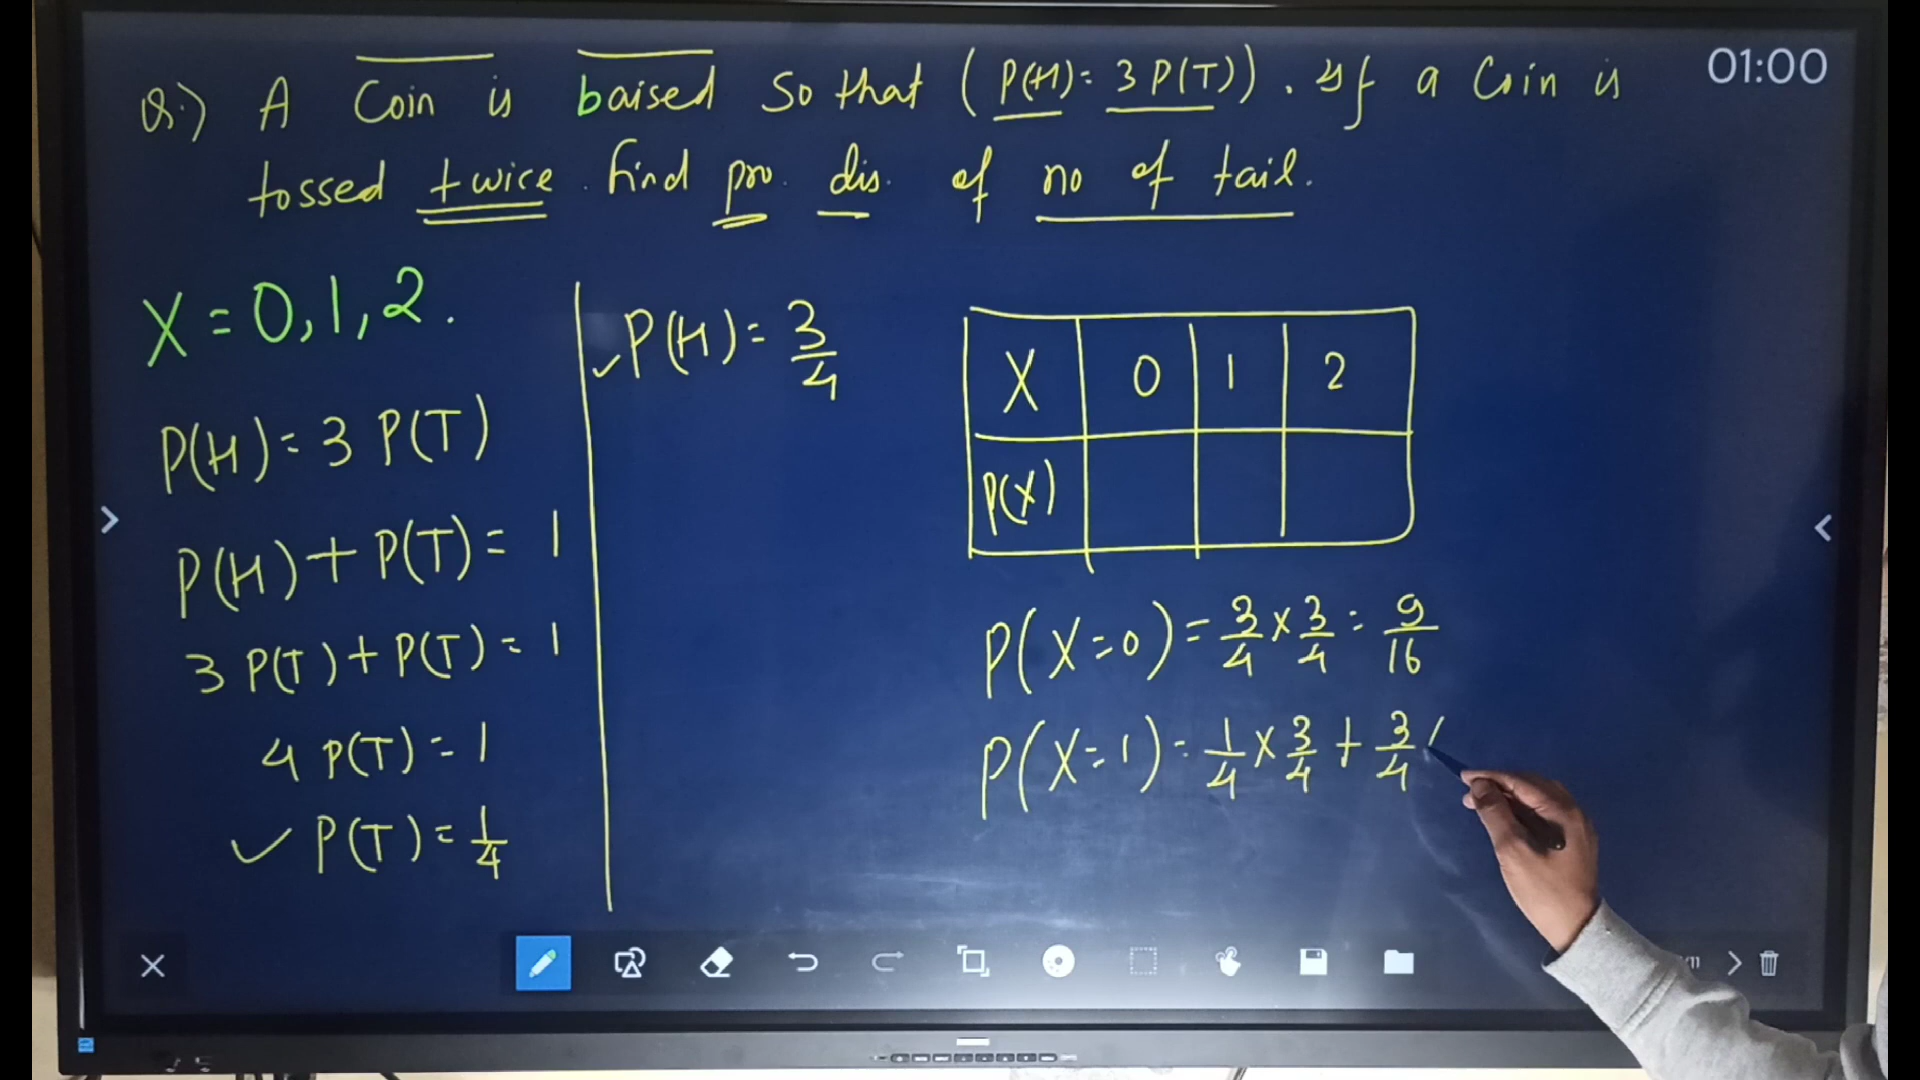 Q.) A Coin is baised so that ( P(H) = 3 P(T) ) . If a Coin is
tossed twice . find pro. dis. of no of tail.
01:00
X = 0, 1, 2 .
P(H) = 3 P(T)
P(H) + P(T) = 1
3 P(T) + P(T) = 1
4 P(T) = 1
✓ P(T) = 1/4
✓ P(H) = 3/4
X 0 1 2
P(X)
P(X=0) = 3/4 × 3/4 = 9/16
P(X=1) = 1/4 × 3/4 + 3/4